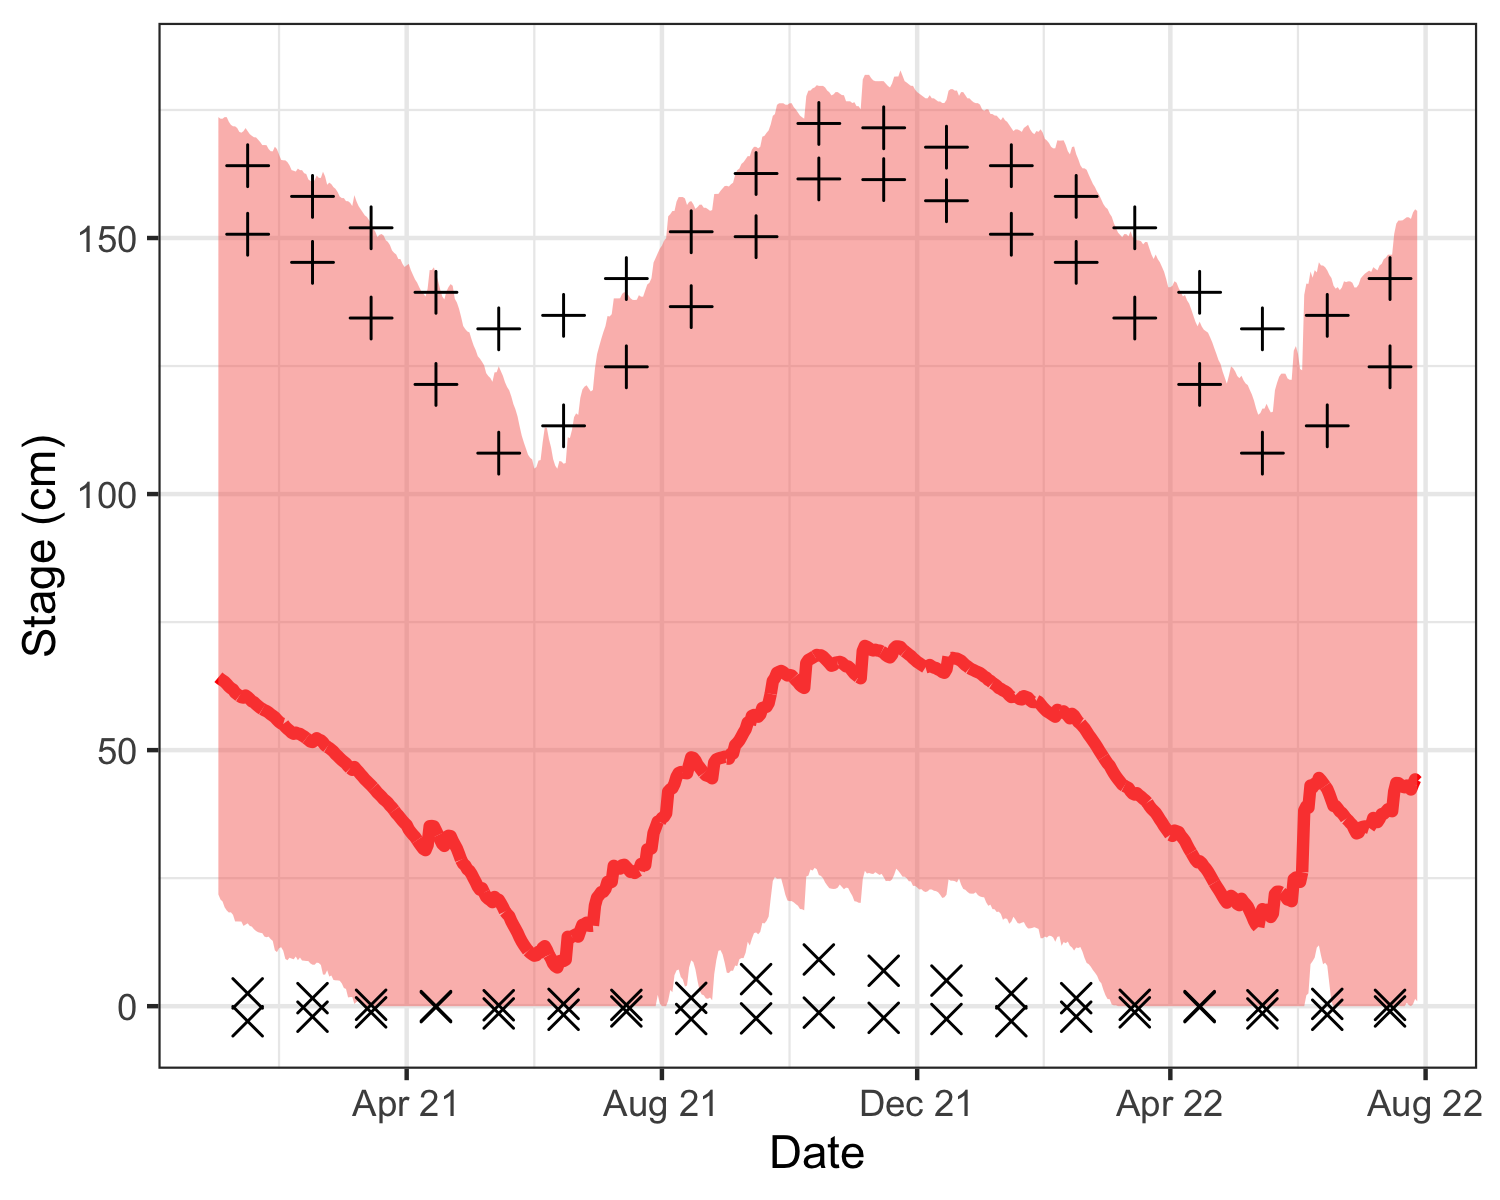 Stage (cm)
150
100
50
0
Apr 21
Aug 21
Dec 21
Apr 22
Aug 22
Date